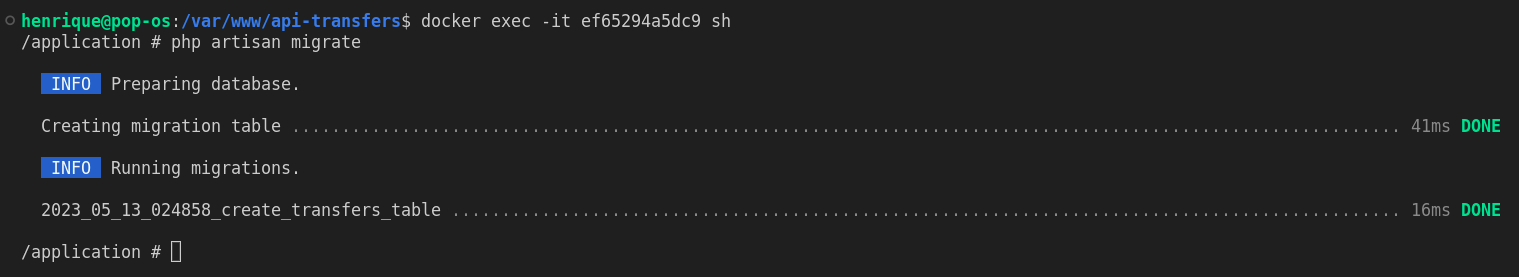 henrique@pop-os:/var/www/api-transfers$ docker exec -it ef65294a5dc9 sh
/application # php artisan migrate
INFO Preparing database.
Creating migration table ............................................................................................................... 41ms DONE
INFO Running migrations.
2023_05_13_024858_create_transfers_table ............................................................................................... 16ms DONE
/application #